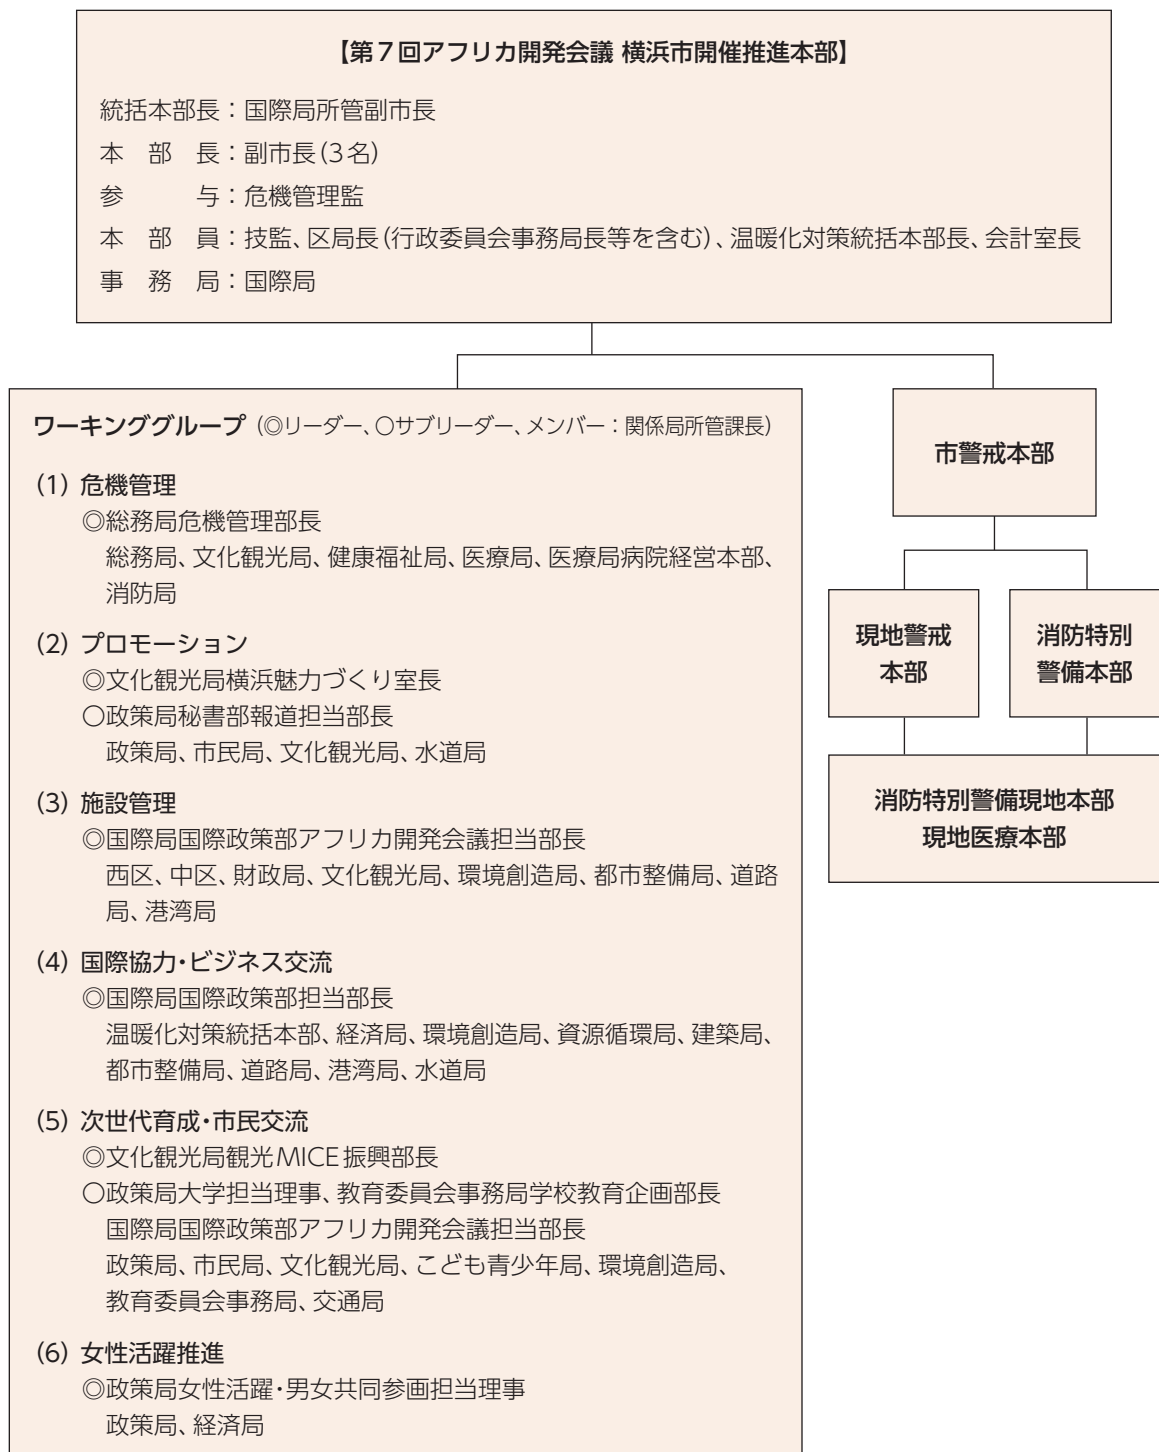 【第7回アフリカ開発会議 横浜市開催推進本部】
統括本部長：国際局所管副市長
本　部　長：副市長（3名）
参　　　与：危機管理監
本　部　員：技監、区局長（行政委員会事務局長等を含む）、温暖化対策統括本部長、会計室長
事　務　局：国際局
ワーキンググループ（◎リーダー、○サブリーダー、メンバー：関係局所管課長）
(1) 危機管理
◎総務局危機管理部長
総務局、文化観光局、健康福祉局、医療局、医療局病院経営本部、
消防局
(2) プロモーション
◎文化観光局横浜魅力づくり室長
○政策局秘書部報道担当部長
政策局、市民局、文化観光局、水道局
(3) 施設管理
◎国際局国際政策部アフリカ開発会議担当部長
西区、中区、財政局、文化観光局、環境創造局、都市整備局、道路
局、港湾局
(4) 国際協力・ビジネス交流
◎国際局国際政策部担当部長
温暖化対策統括本部、経済局、環境創造局、資源循環局、建築局、
都市整備局、道路局、港湾局、水道局
(5) 次世代育成・市民交流
◎文化観光局観光MICE振興部長
○政策局大学担当理事、教育委員会事務局学校教育企画部長
国際局国際政策部アフリカ開発会議担当部長
政策局、市民局、文化観光局、こども青少年局、環境創造局、
教育委員会事務局、交通局
(6) 女性活躍推進
◎政策局女性活躍・男女共同参画担当理事
政策局、経済局
市警戒本部
現地警戒
本部
消防特別
警備本部
消防特別警備現地本部
現地医療本部